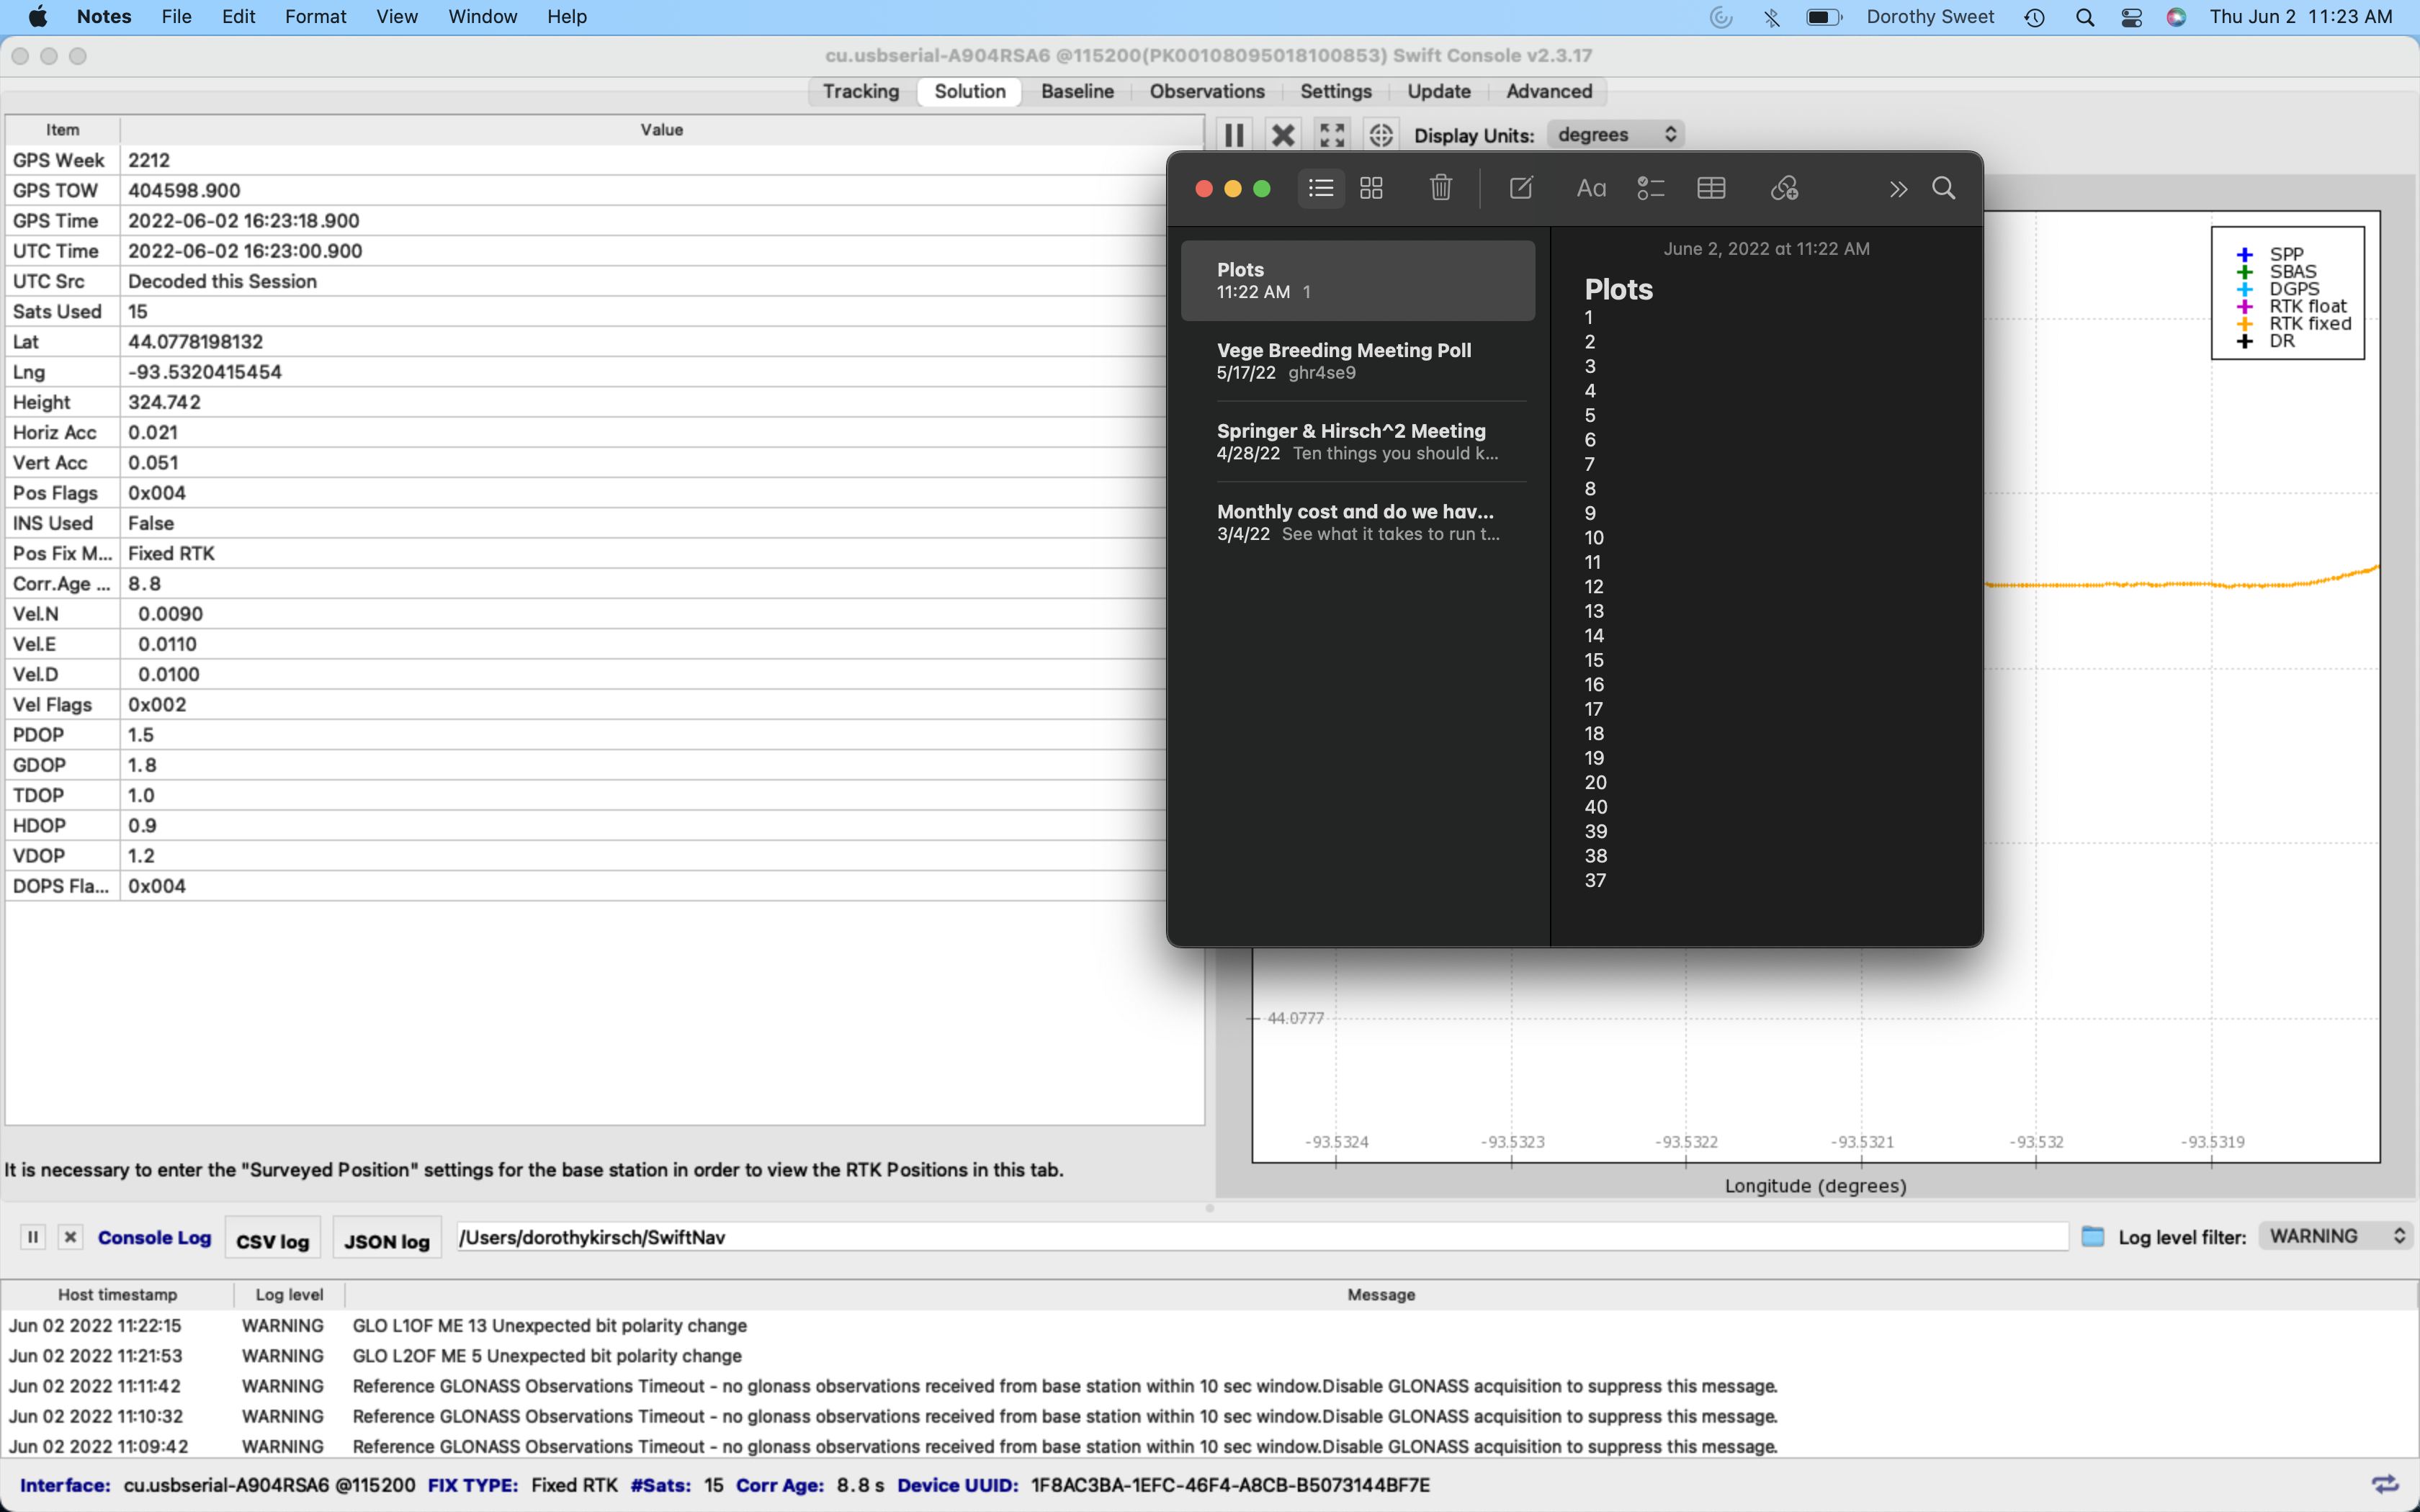 Notes File Edit Format View Window Help Dorothy Sweet Thu Jun 2 11:23 AM
cu.usbserial-A904RSA6 @115200(PK00108095018100853) Swift Console v2.3.17
Tracking Solution Baseline Observations Settings Update Advanced
Item Value
GPS Week 2212
GPS TOW 404598.900
GPS Time 2022-06-02 16:23:18.900
UTC Time 2022-06-02 16:23:00.900
UTC Src Decoded this Session
Sats Used 15
Lat 44.0778198132
Lng -93.5320415454
Height 324.742
Horiz Acc 0.021
Vert Acc 0.051
Pos Flags 0x004
INS Used False
Pos Fix M... Fixed RTK
Corr.Age ... 8.8
Vel.N 0.0090
Vel.E 0.0110
Vel.D 0.0100
Vel Flags 0x002
PDOP 1.5
GDOP 1.8
TDOP 1.0
HDOP 0.9
VDOP 1.2
DOPS Fla... 0x004
It is necessary to enter the "Surveyed Position" settings for the base station in order to view the RTK Positions in this tab.
Display Units: degrees
Aa
Plots
11:22 AM 1
Vege Breeding Meeting Poll
5/17/22 ghr4se9
Springer & Hirsch^2 Meeting
4/28/22 Ten things you should k...
Monthly cost and do we hav...
3/4/22 See what it takes to run t...
June 2, 2022 at 11:22 AM
Plots
1
2
3
4
5
6
7
8
9
10
11
12
13
14
15
16
17
18
19
20
40
39
38
37
SPP
SBAS
DGPS
RTK float
RTK fixed
DR
44.0777
-93.5324 -93.5323 -93.5322 -93.5321 -93.532 -93.5319
Longitude (degrees)
Console Log CSV log JSON log /Users/dorothykirsch/SwiftNav Log level filter: WARNING
Host timestamp Log level Message
Jun 02 2022 11:22:15 WARNING GLO L1OF ME 13 Unexpected bit polarity change
Jun 02 2022 11:21:53 WARNING GLO L2OF ME 5 Unexpected bit polarity change
Jun 02 2022 11:11:42 WARNING Reference GLONASS Observations Timeout - no glonass observations received from base station within 10 sec window.Disable GLONASS acquisition to suppress this message.
Jun 02 2022 11:10:32 WARNING Reference GLONASS Observations Timeout - no glonass observations received from base station within 10 sec window.Disable GLONASS acquisition to suppress this message.
Jun 02 2022 11:09:42 WARNING Reference GLONASS Observations Timeout - no glonass observations received from base station within 10 sec window.Disable GLONASS acquisition to suppress this message.
Interface: cu.usbserial-A904RSA6 @115200 FIX TYPE: Fixed RTK #Sats: 15 Corr Age: 8.8 s Device UUID: 1F8AC3BA-1EFC-46F4-A8CB-B5073144BF7E